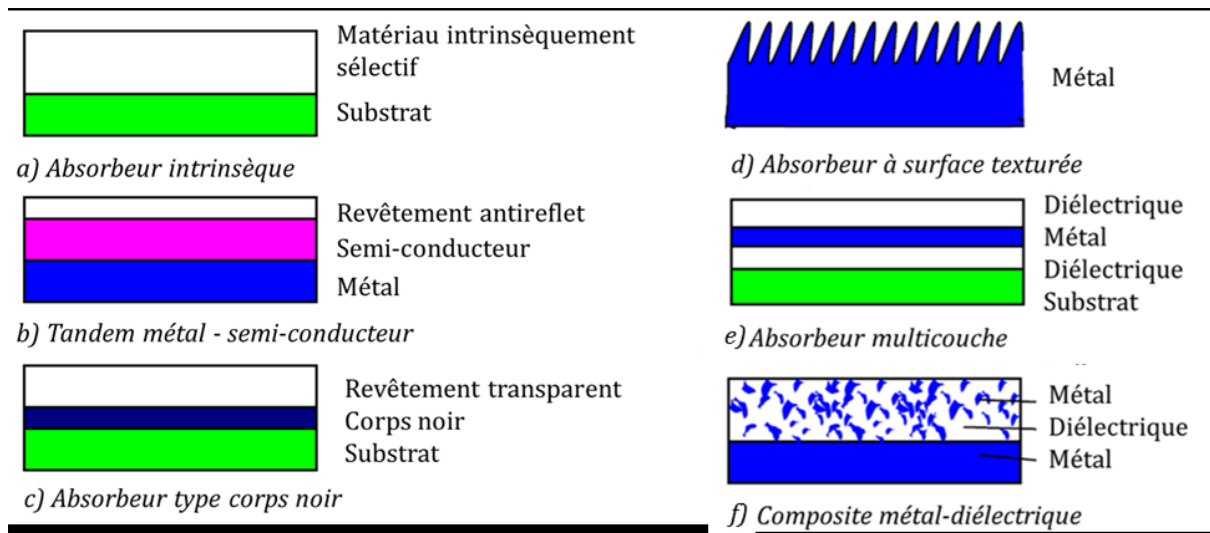 Matériau intrinsèquement
sélectif
Substrat
a) Absorbeur intrinsèque
Revêtement antireflet
Semi-conducteur
Métal
b) Tandem métal - semi-conducteur
Revêtement transparent
Corps noir
Substrat
c) Absorbeur type corps noir
Métal
d) Absorbeur à surface texturée
Diélectrique
Métal
Diélectrique
Substrat
e) Absorbeur multicouche
Métal
Diélectrique
Métal
f) Composite métal-diélectrique